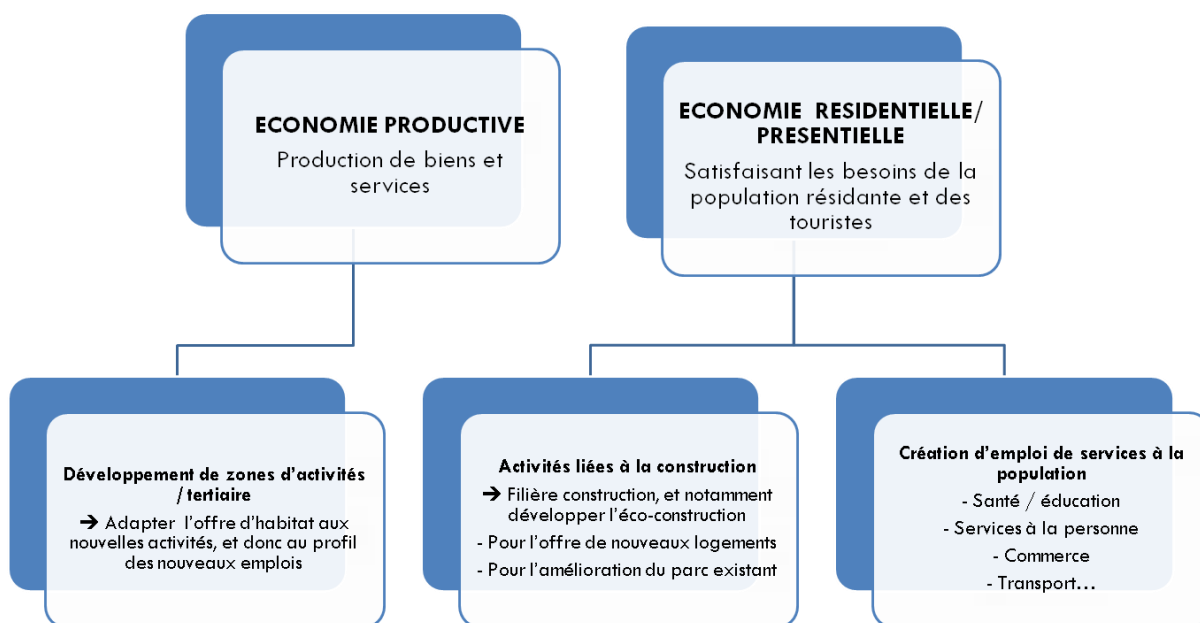 ECONOMIE PRODUCTIVE
Production de biens et
services
ECONOMIE RESIDENTIELLE/
PRESENTIELLE
Satisfaisant les besoins de la
population résidante et des
touristes
Développement de zones d'activités
/ tertiaire
→ Adapter l'offre d'habitat aux
nouvelles activités, et donc au profil
des nouveaux emplois
Activités liées à la construction
→ Filière construction, et notamment
développer l'éco-construction
- Pour l'offre de nouveaux logements
- Pour l'amélioration du parc existant
Création d'emploi de services à la
population
- Santé / éducation
- Services à la personne
- Commerce
- Transport…